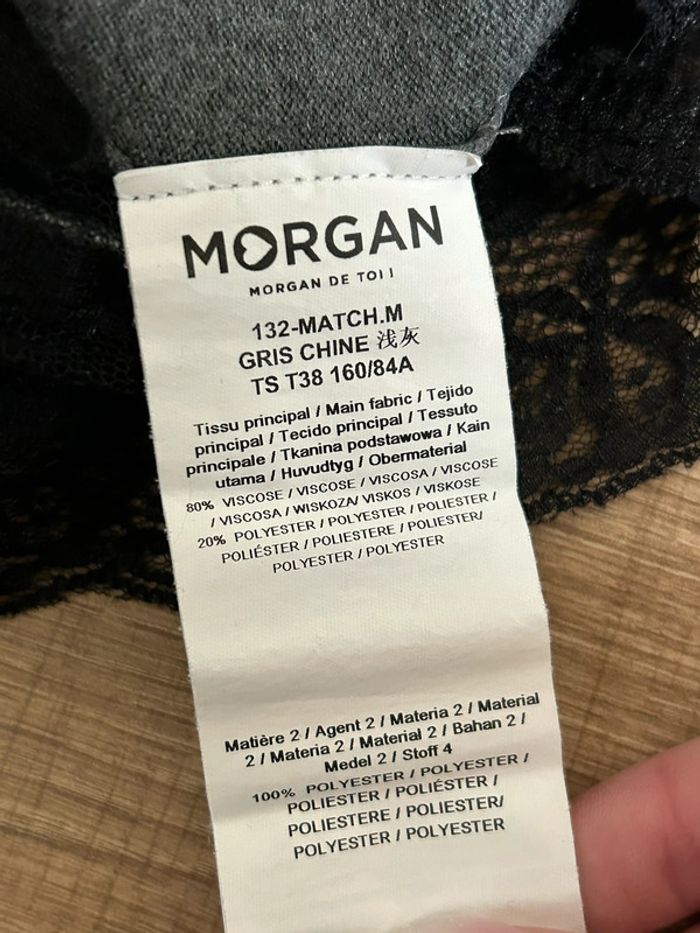 MORGAN
MORGAN DE TOI !
132-MATCH.M
GRIS CHINE 浅灰
TS T38 160/84A
Tissu principal / Main fabric / Tejido
principal / Tecido principal / Tessuto
principale / Tkanina podstawowa / Kain
utama / Huvudtyg / Obermaterial
80% VISCOSE / VISCOSE / VISCOSA / VISCOSE
/ VISCOSA / WISKOZA/ VISKOS / VISKOSE
20% POLYESTER / POLYESTER / POLIESTER /
POLIÉSTER / POLIESTERE / POLIESTER/
POLYESTER / POLYESTER
Matière 2 / Agent 2 / Materia 2 / Material
2 / Materia 2 / Material 2 / Bahan 2 /
Medel 2 / Stoff 4
100% POLYESTER / POLYESTER /
POLIESTER / POLIÉSTER /
POLIESTERE / POLIESTER/
POLYESTER / POLYESTER